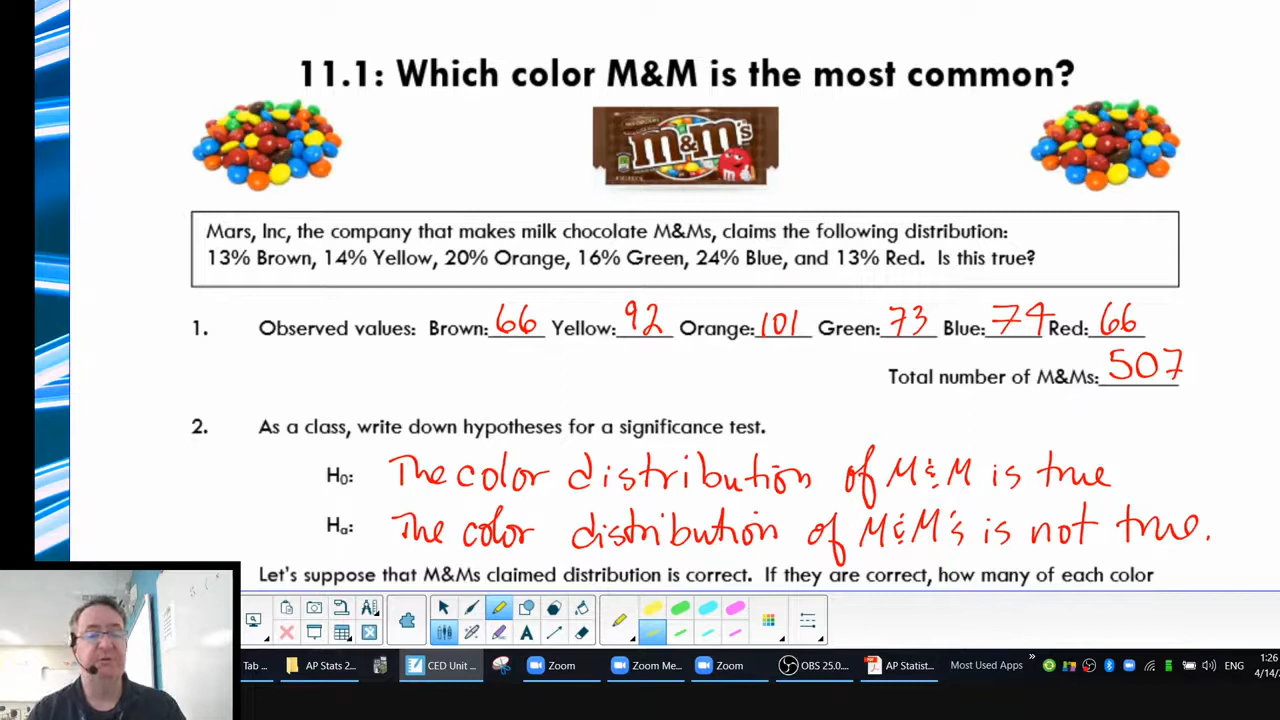 11.1: Which color M&M is the most common?
m&m's
Mars, Inc, the company that makes milk chocolate M&Ms, claims the following distribution:
13% Brown, 14% Yellow, 20% Orange, 16% Green, 24% Blue, and 13% Red. Is this true?
1. Observed values: Brown: 66 Yellow: 92 Orange: 101 Green: 73 Blue: 74 Red: 66
Total number of M&Ms: 507
2. As a class, write down hypotheses for a significance test.
H0: The color distribution of M&M is true
Ha: The color distribution of M&M's is not true.
Let's suppose that M&Ms claimed distribution is correct. If they are correct, how many of each color
Tab ... AP Stats 2... CED Unit ... Zoom Zoom Me... Zoom OBS 25.0.... AP Statist... Most Used Apps » ENG 1:26
4/14/